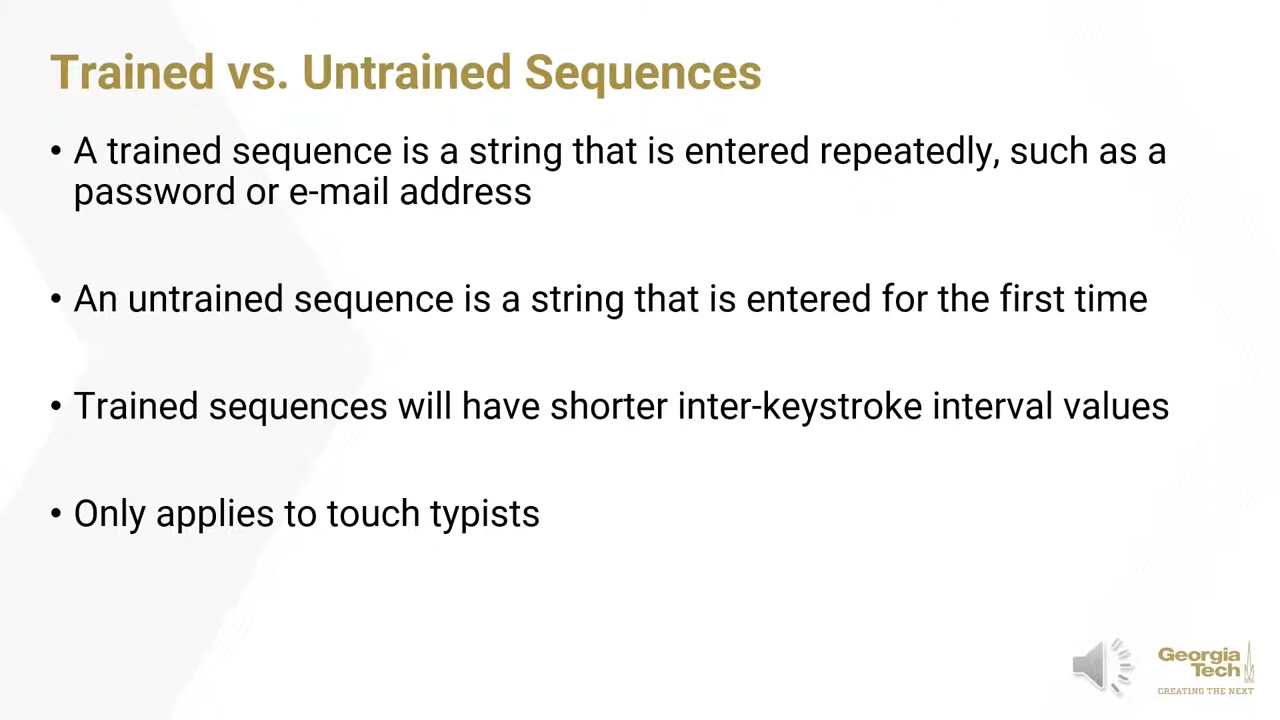 Trained vs. Untrained Sequences
• A trained sequence is a string that is entered repeatedly, such as a
password or e-mail address
• An untrained sequence is a string that is entered for the first time
• Trained sequences will have shorter inter-keystroke interval values
• Only applies to touch typists
Georgia
Tech
CREATING THE NEXT